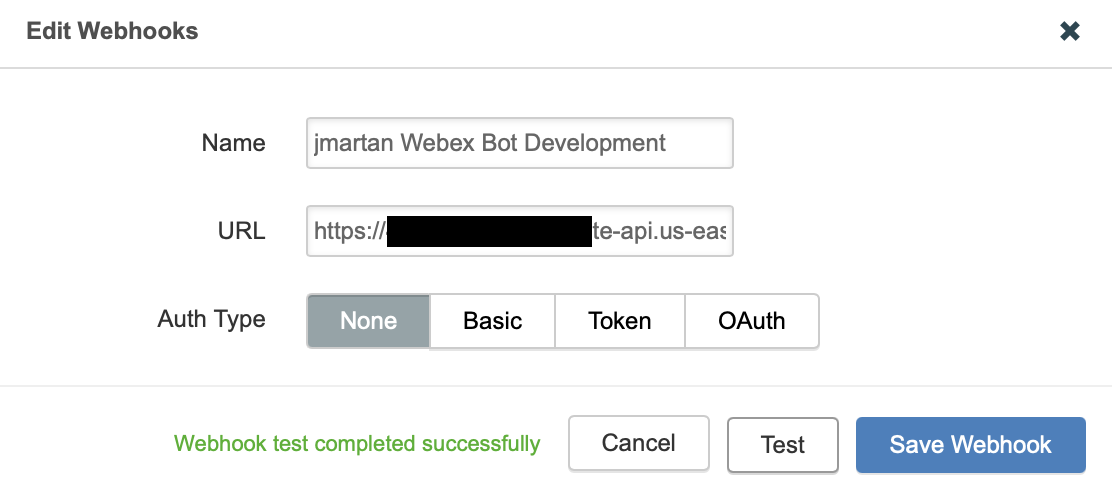 Edit Webhooks
Name
jmartan Webex Bot Development
URL
https:// te-api.us-eas
Auth Type
None Basic Token OAuth
Webhook test completed successfully
Cancel
Test
Save Webhook